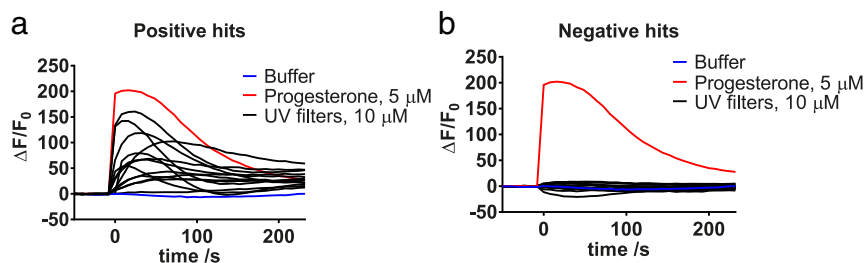 a
Positive hits
Buffer
Progesterone, 5 μM
UV filters, 10 μM
ΔF/F0
250
200
150
100
50
0
-50
0
100
200
time /s
b
Negative hits
Buffer
Progesterone, 5 μM
UV filters, 10 μM
ΔF/F0
250
200
150
100
50
0
-50
0
100
200
time /s